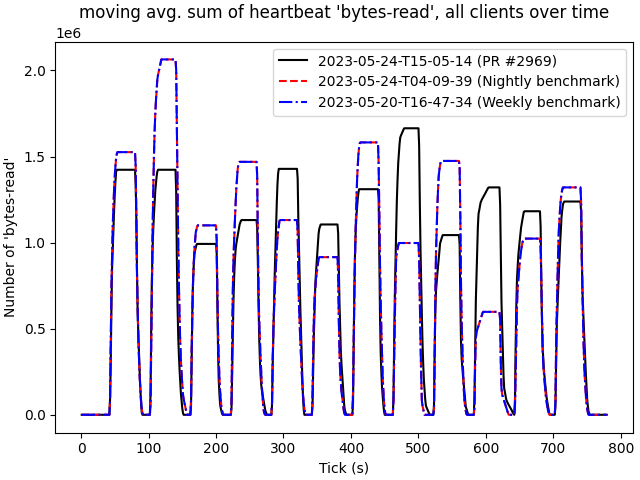 moving avg. sum of heartbeat 'bytes-read', all clients over time
1e6
2023-05-24-T15-05-14 (PR #2969)
2023-05-24-T04-09-39 (Nightly benchmark)
2023-05-20-T16-47-34 (Weekly benchmark)
Number of 'bytes-read'
2.0
1.5
1.0
0.5
0.0
0 100 200 300 400 500 600 700 800
Tick (s)